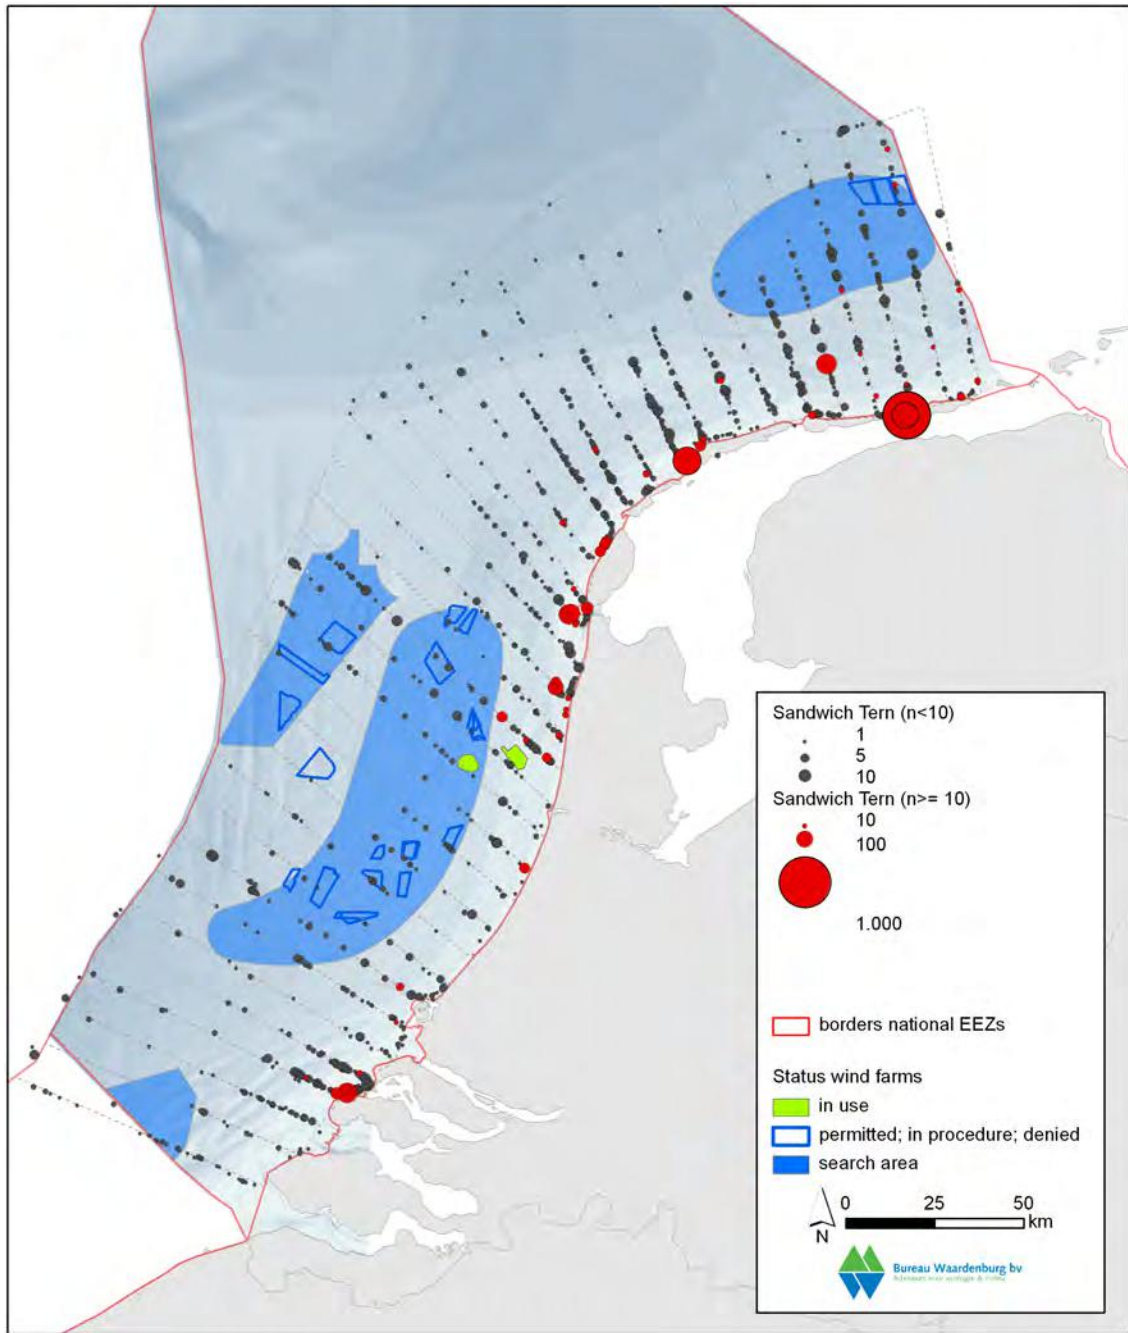 Sandwich Tern (n<10)
1
5
10
Sandwich Tern (n>= 10)
10
100
1.000
borders national EEZs
Status wind farms
in use
permitted; in procedure; denied
search area
0 25 50
km
N
Bureau Waardenburg bv